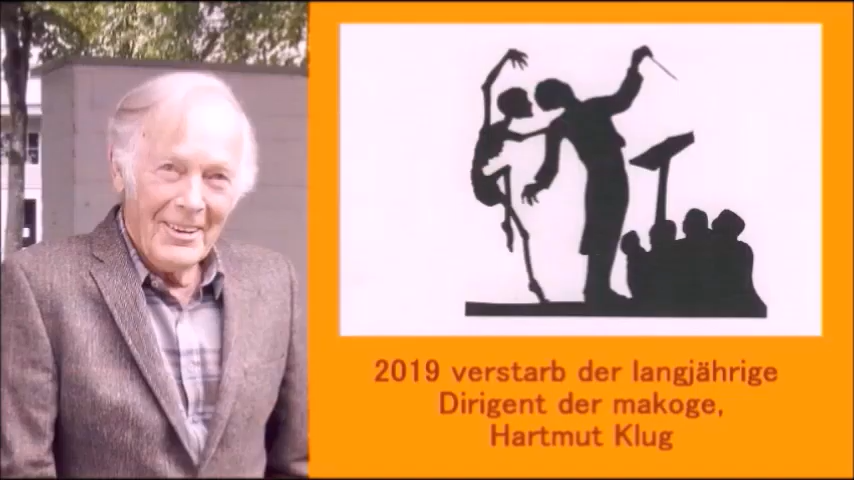 2019 verstarb der langjährige
Dirigent der makoge,
Hartmut Klug